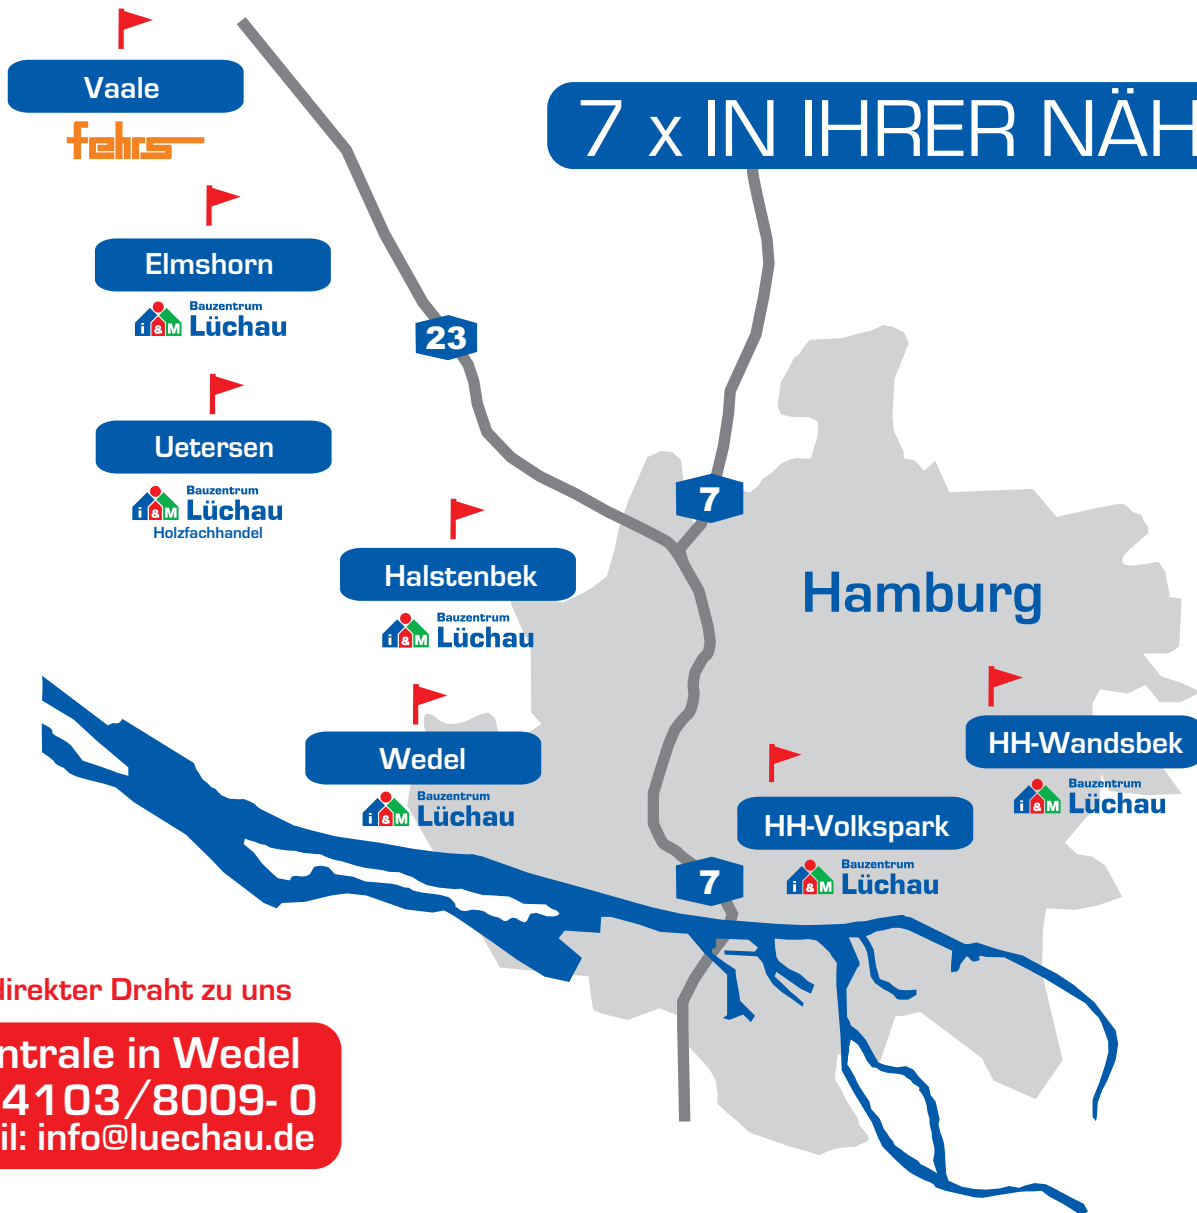 Vaale
fehrs
7 x IN IHRER NÄH
Elmshorn
i&M Bauzentrum
Lüchau
23
Uetersen
i&M Bauzentrum
Lüchau
Holzfachhandel
7
Halstenbek
i&M Bauzentrum
Lüchau
Hamburg
Wedel
i&M Bauzentrum
Lüchau
HH-Wandsbek
i&M Bauzentrum
Lüchau
HH-Volkspark
i&M Bauzentrum
Lüchau
7
direkter Draht zu uns
ntrale in Wedel
4103/8009- 0
il: info@luechau.de